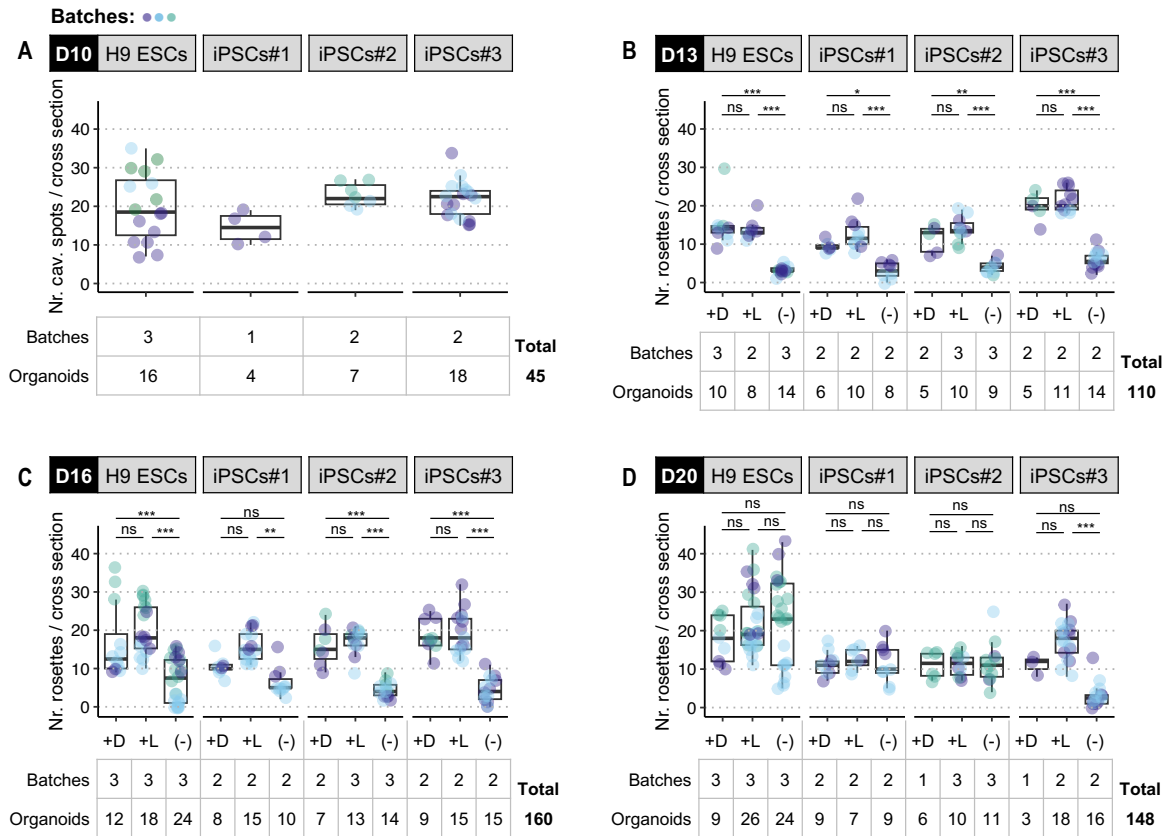 Batches:
A D10 H9 ESCs iPSCs#1 iPSCs#2 iPSCs#3
Nr. cav. spots / cross section
40
30
20
10
0
Batches 3 1 2 2 Total
Organoids 16 4 7 18 45
B D13 H9 ESCs iPSCs#1 iPSCs#2 iPSCs#3
*** * ** ***
ns *** ns *** ns *** ns ***
Nr. rosettes / cross section
40
30
20
10
0
+D +L (-) +D +L (-) +D +L (-) +D +L (-)
Batches 3 2 3 2 2 2 2 3 3 2 2 2 Total
Organoids 10 8 14 6 10 8 5 10 9 5 11 14 110
C D16 H9 ESCs iPSCs#1 iPSCs#2 iPSCs#3
*** ns *** ***
ns *** ns ** ns *** ns ***
Nr. rosettes / cross section
40
30
20
10
0
+D +L (-) +D +L (-) +D +L (-) +D +L (-)
Batches 3 3 3 2 2 2 2 3 3 2 2 2 Total
Organoids 12 18 24 8 15 10 7 13 14 9 15 15 160
D D20 H9 ESCs iPSCs#1 iPSCs#2 iPSCs#3
ns ns ns ns
ns ns ns ns ns ns ns ***
Nr. rosettes / cross section
40
30
20
10
0
+D +L (-) +D +L (-) +D +L (-) +D +L (-)
Batches 3 3 3 2 2 2 1 3 3 1 2 2 Total
Organoids 9 26 24 9 7 9 6 10 11 3 18 16 148